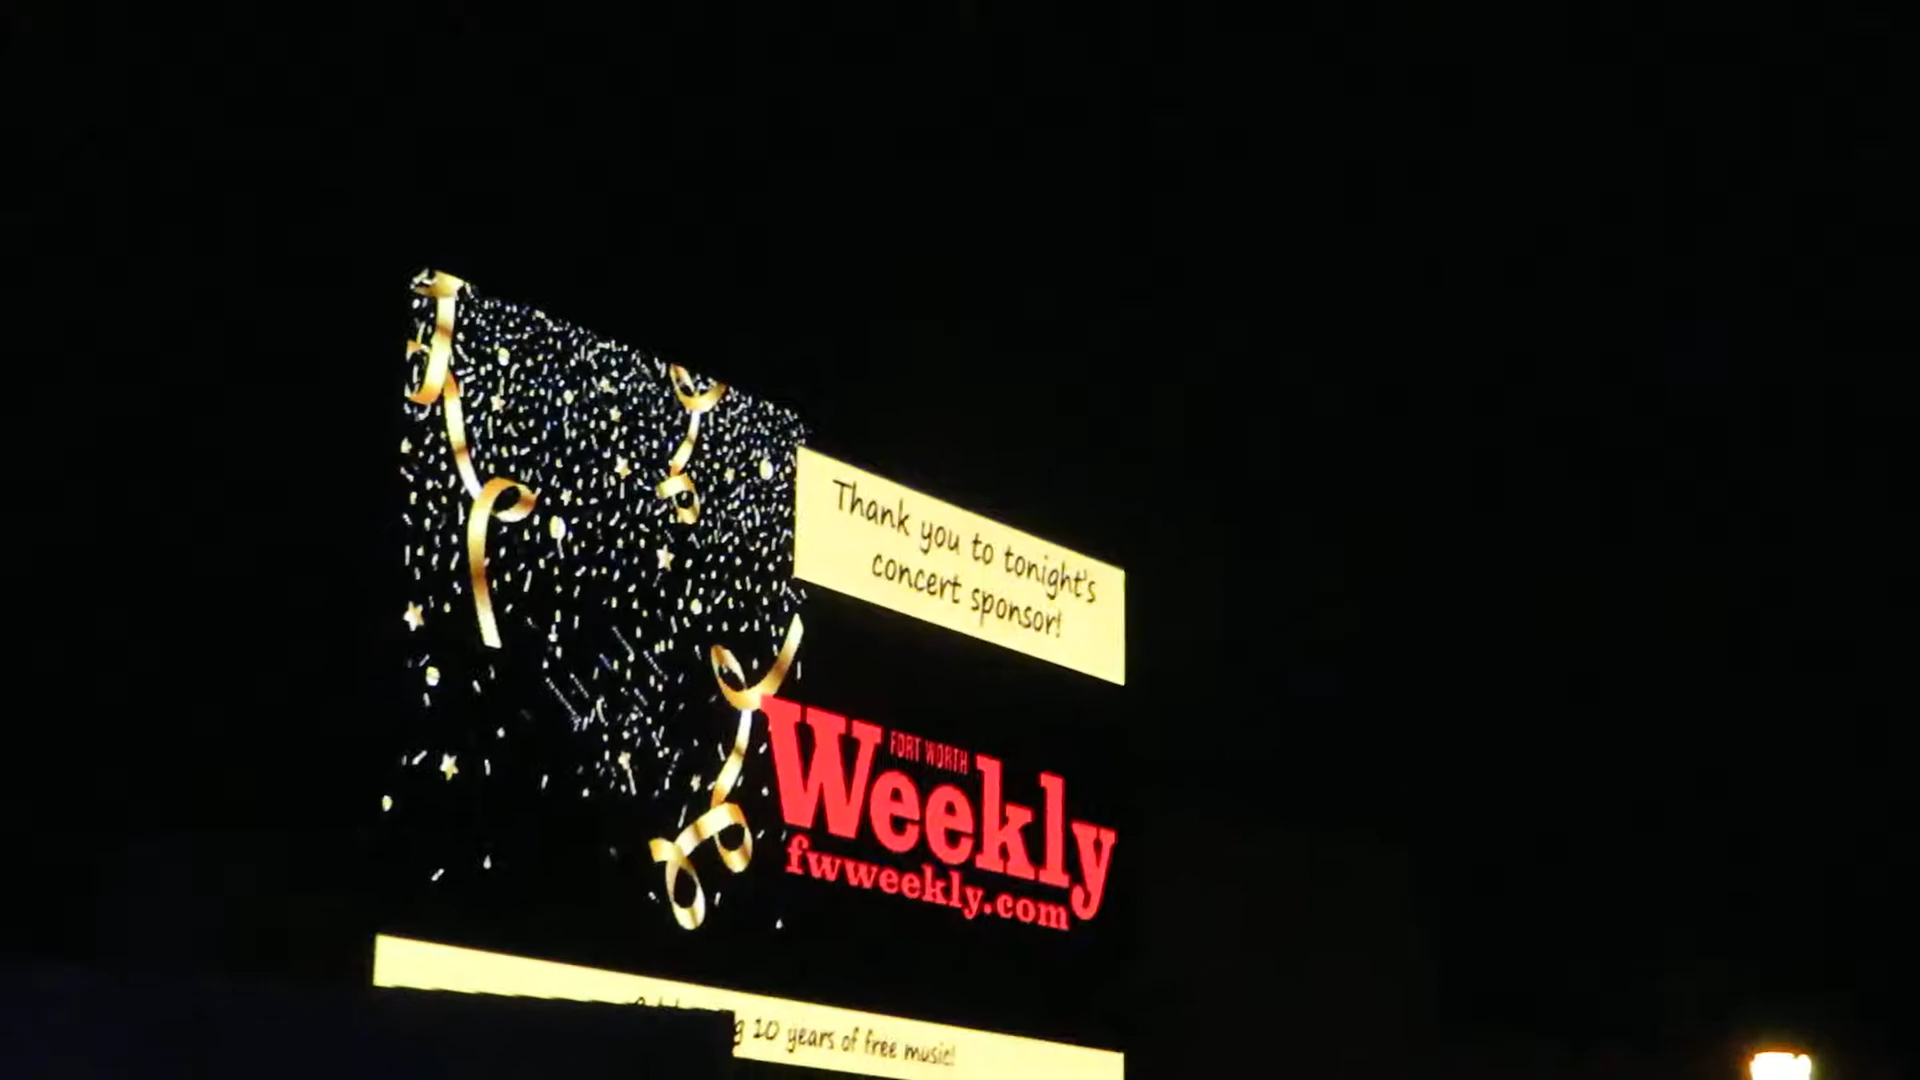 Thank you to tonight's
concert sponsor!
FORT WORTH
Weekly
fwweekly.com
10 years of free music!